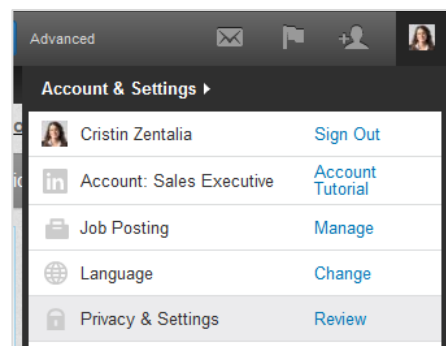 Advanced
Account & Settings
Cristin Zentalia Sign Out
in Account: Sales Executive Account
Tutorial
Job Posting Manage
Language Change
Privacy & Settings Review